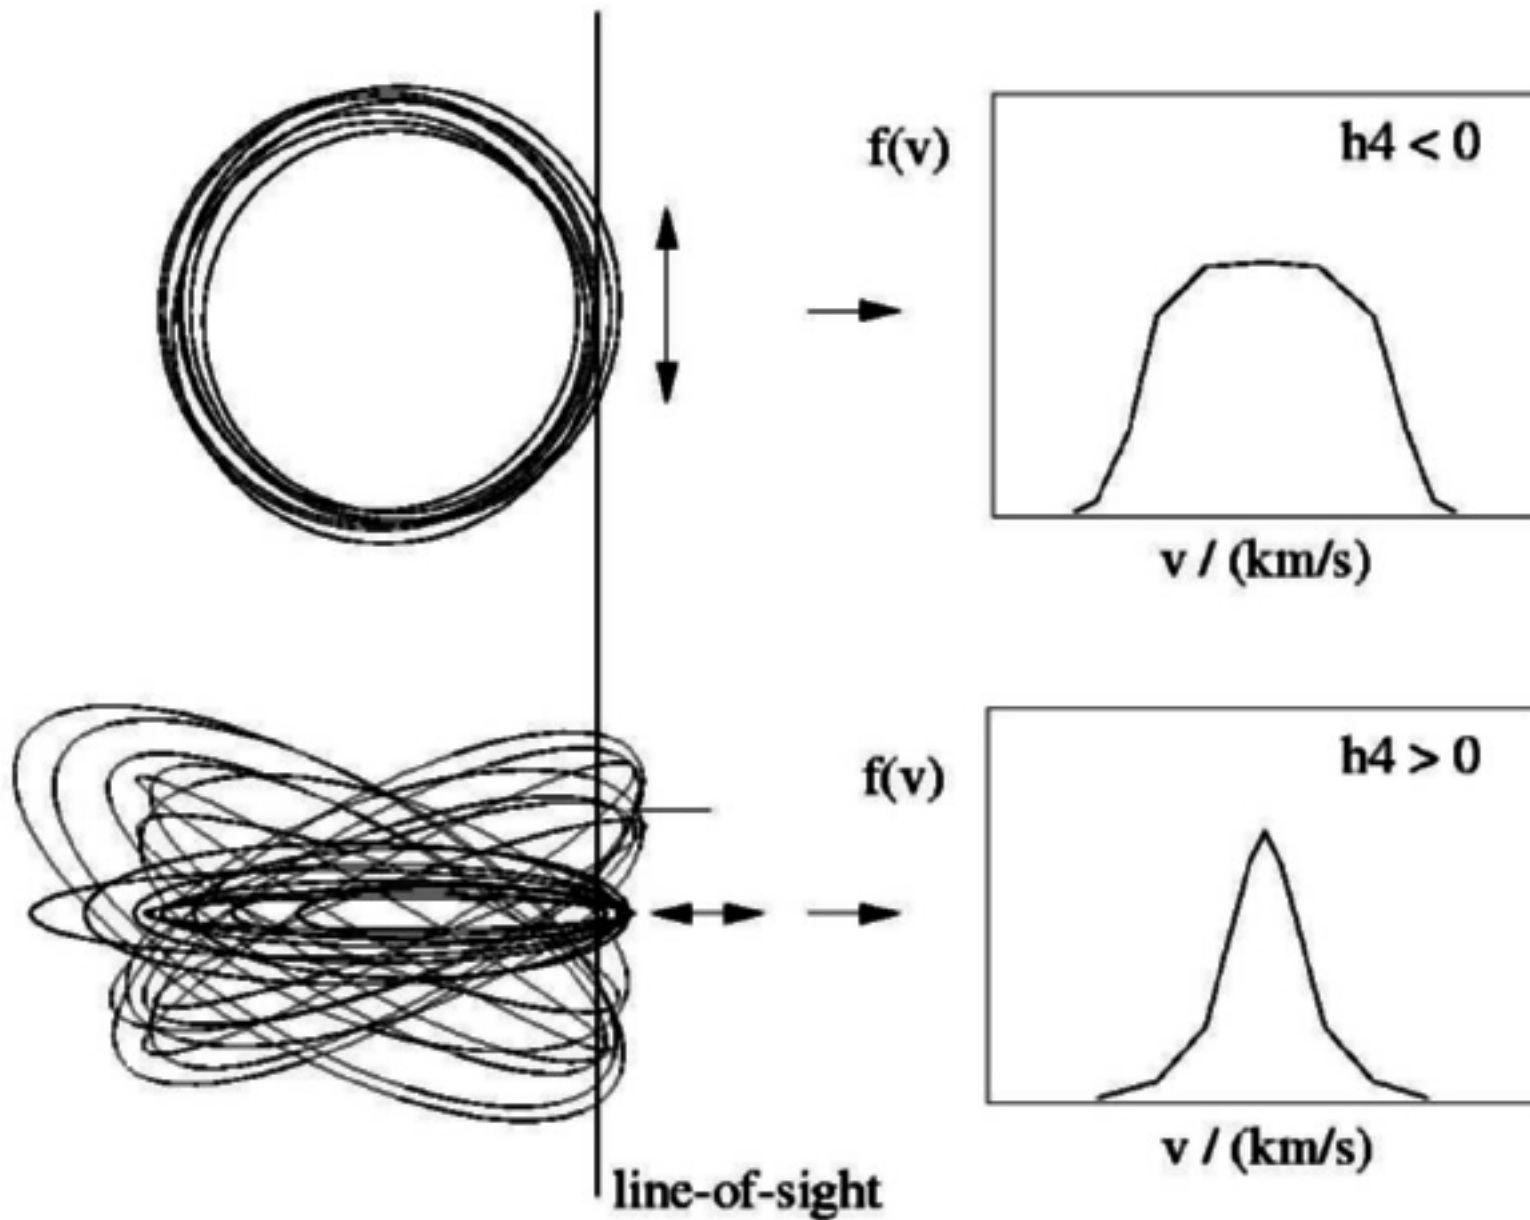 f(v)
h4 < 0
v / (km/s)
f(v)
h4 > 0
v / (km/s)
line-of-sight